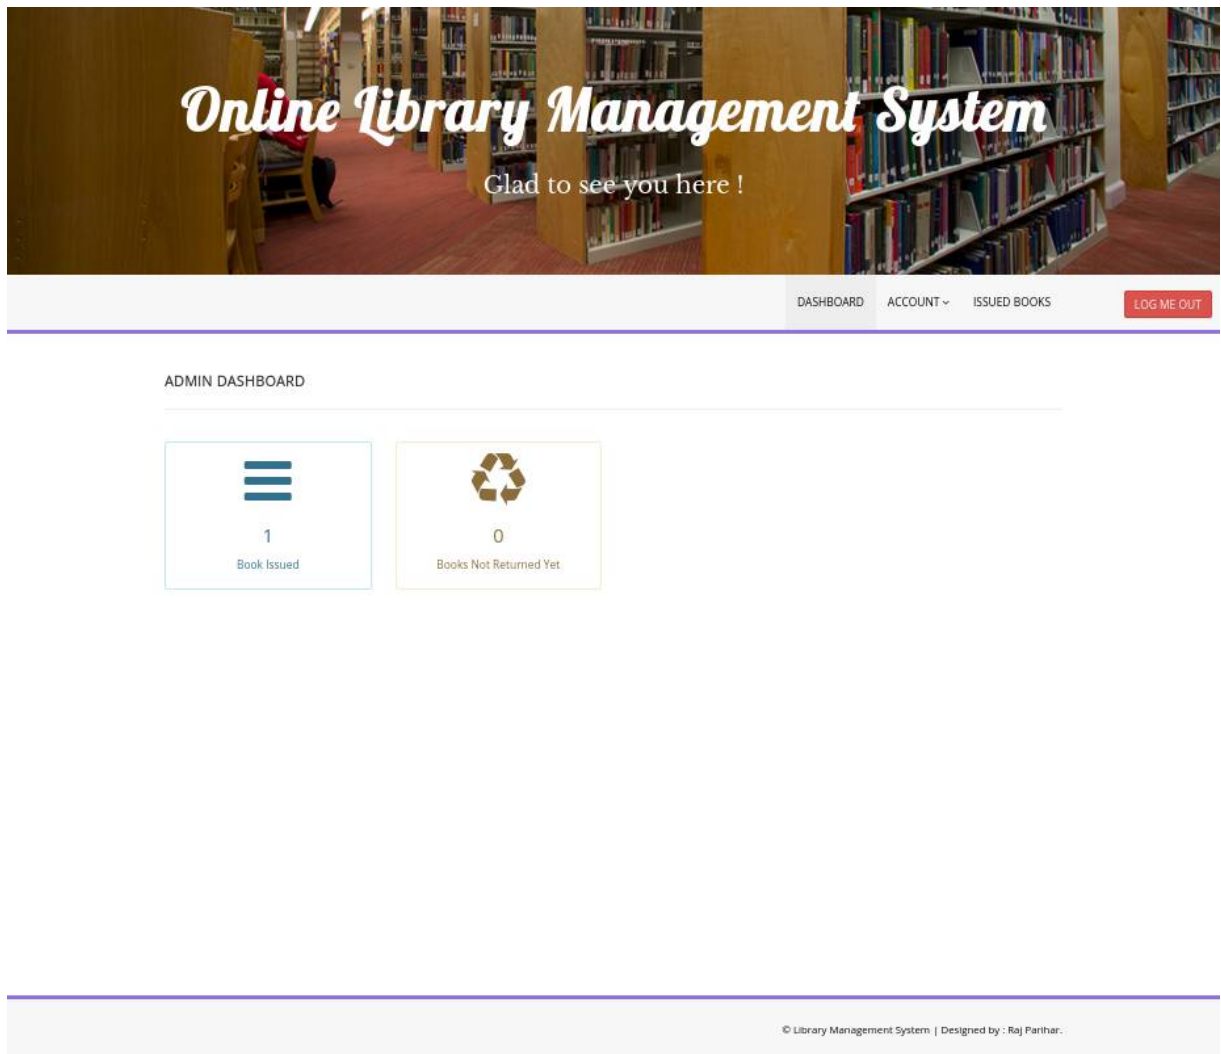 Online Library Management System
Glad to see you here !
DASHBOARD ACCOUNT ISSUED BOOKS LOG ME OUT
ADMIN DASHBOARD
1
Book Issued
0
Books Not Returned Yet
© Library Management System | Designed by : Raj Parihar.